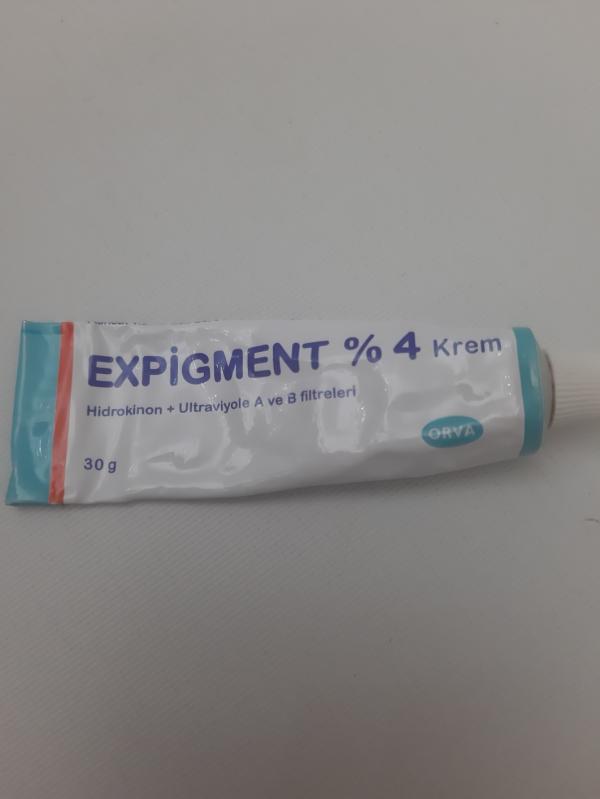 EXPİGMENT % 4 Krem
Hidrokinon + Ultraviyole A ve B filtreleri
ORVA
30 g